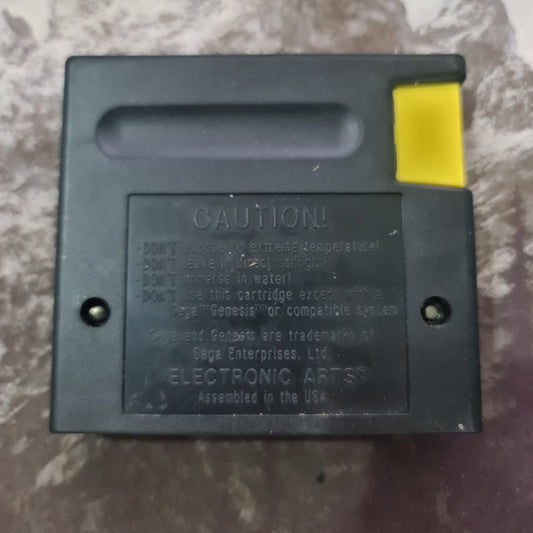 CAUTION!
•DON'T expose to extreme temperature!
•DON'T leave in direct sunlight!
•DON'T immerse in water!
•DON'T use this cartridge except with a
Sega™ Genesis™ or compatible system
Sega and Genesis are trademarks of
Sega Enterprises, Ltd.
ELECTRONIC ARTS®
Assembled in the USA